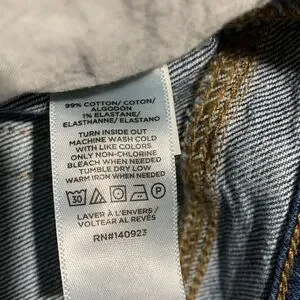 99% COTTON/ COTON/
ALGODÓN
1% ELASTANE/
ELASTHANNE/ ELASTANO
TURN INSIDE OUT
MACHINE WASH COLD
WITH LIKE COLORS
ONLY NON-CHLORINE
BLEACH WHEN NEEDED
TUMBLE DRY LOW
WARM IRON WHEN NEEDED
30 P
LAVER À L'ENVERS /
VOLTEAR AL REVÉS
RN#140923